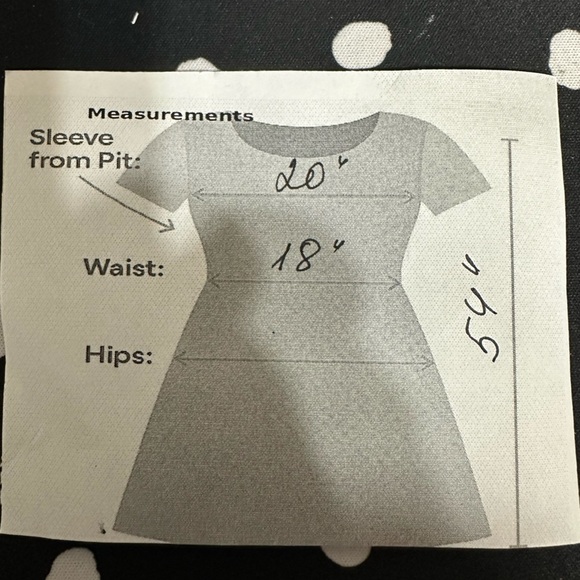 Measurements
Sleeve
from Pit:
20"
Waist:
18"
54"
Hips: